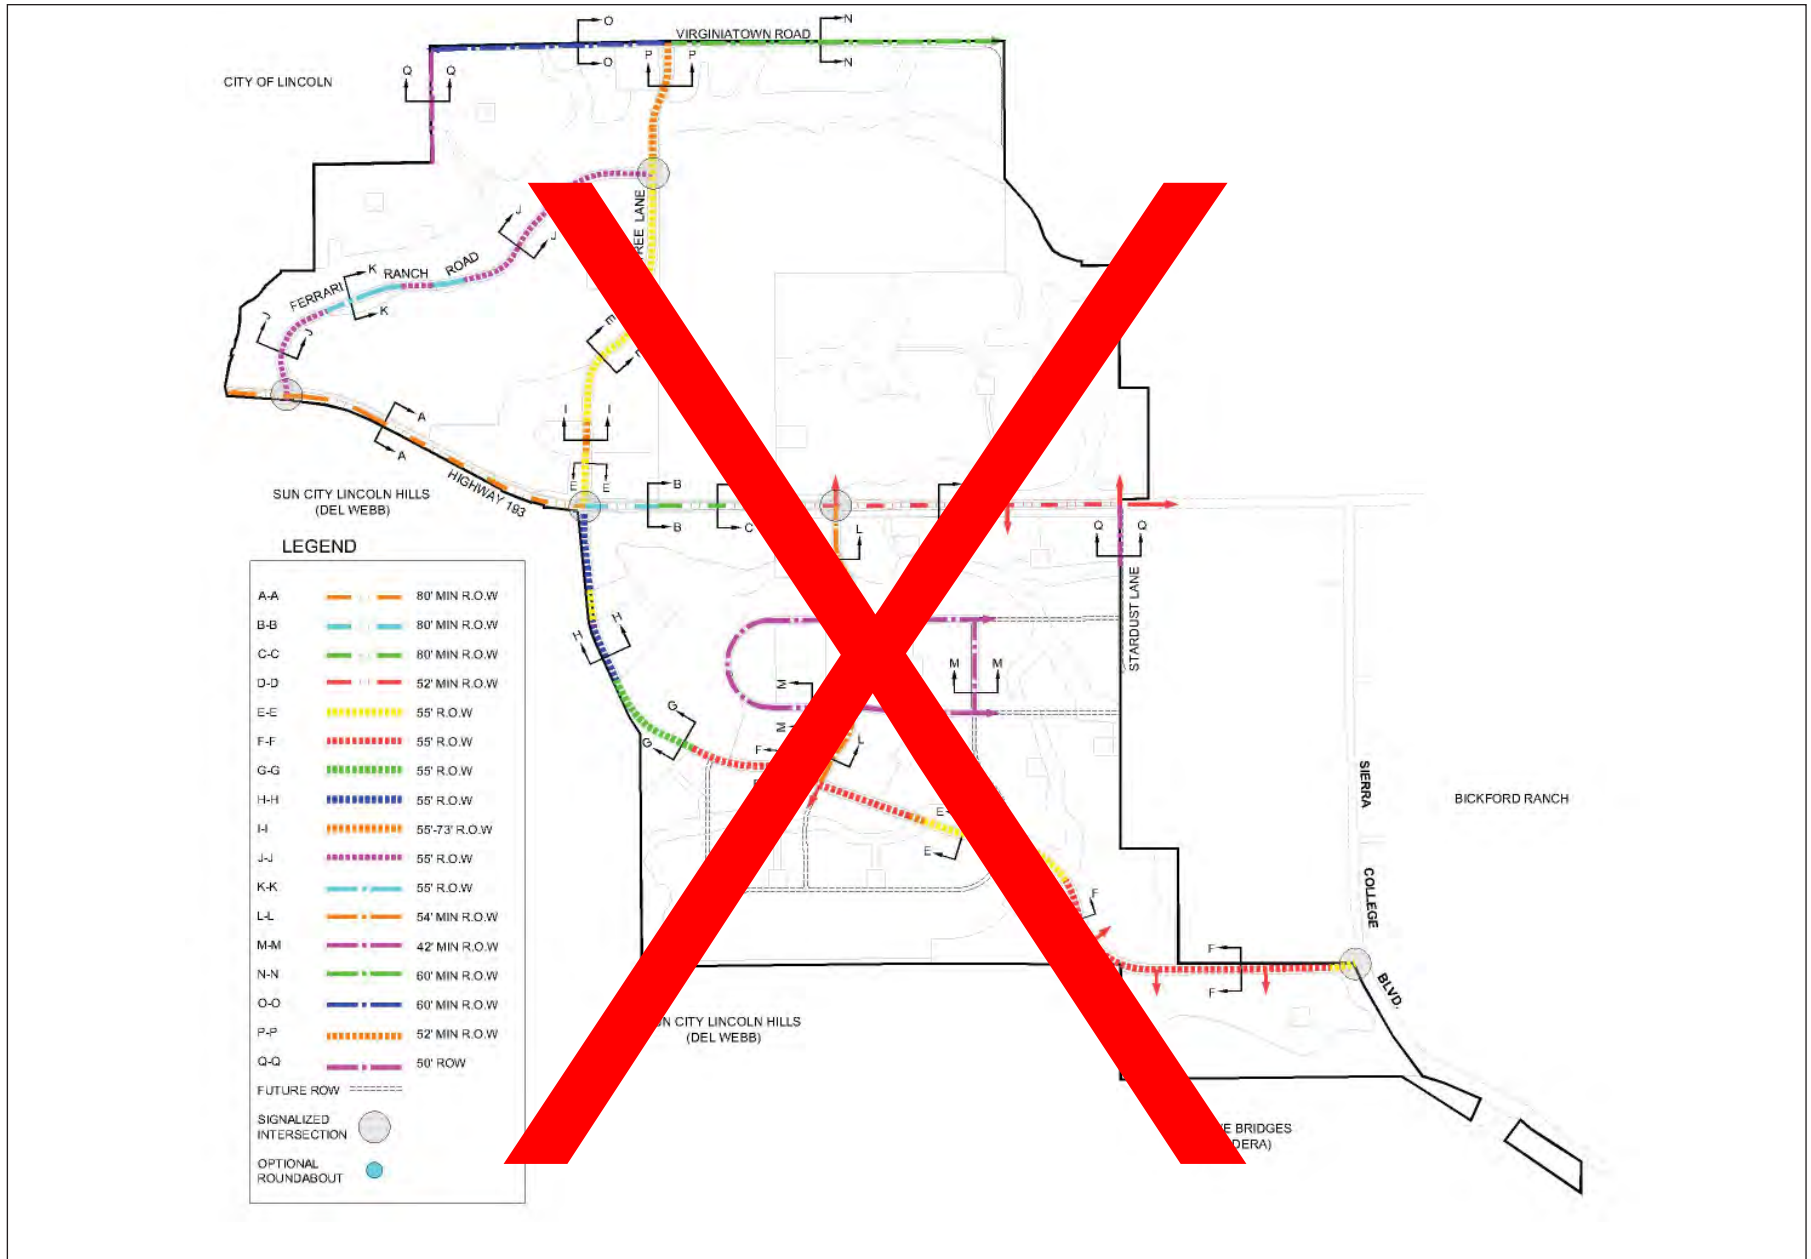 O
N
VIRGINIATOWN ROAD
P
P
O
N
Q
Q
CITY OF LINCOLN
REE LANE
J
J
K
FERRARI RANCH ROAD
K
J
J
E
A
A
I
I
E
E
B
B
C
HIGHWAY 193
SUN CITY LINCOLN HILLS
(DEL WEBB)
L
Q
Q
STARDUST LANE
H
H
M
M
M
M
G
G
F
L
E
E
F
F
F
SIERRA
COLLEGE
BLVD.
BICKFORD RANCH
LEGEND
A-A 80' MIN R.O.W
B-B 80' MIN R.O.W
C-C 80' MIN R.O.W
D-D 52' MIN R.O.W
E-E 55' R.O.W
F-F 55' R.O.W
G-G 55' R.O.W
H-H 55' R.O.W
I-I 55'-73' R.O.W
J-J 55' R.O.W
K-K 55' R.O.W
L-L 54' MIN R.O.W
M-M 42' MIN R.O.W
N-N 60' MIN R.O.W
O-O 60' MIN R.O.W
P-P 52' MIN R.O.W
Q-Q 50' ROW
FUTURE ROW
SIGNALIZED
INTERSECTION
OPTIONAL
ROUNDABOUT
N CITY LINCOLN HILLS
(DEL WEBB)
E BRIDGES
DERA)